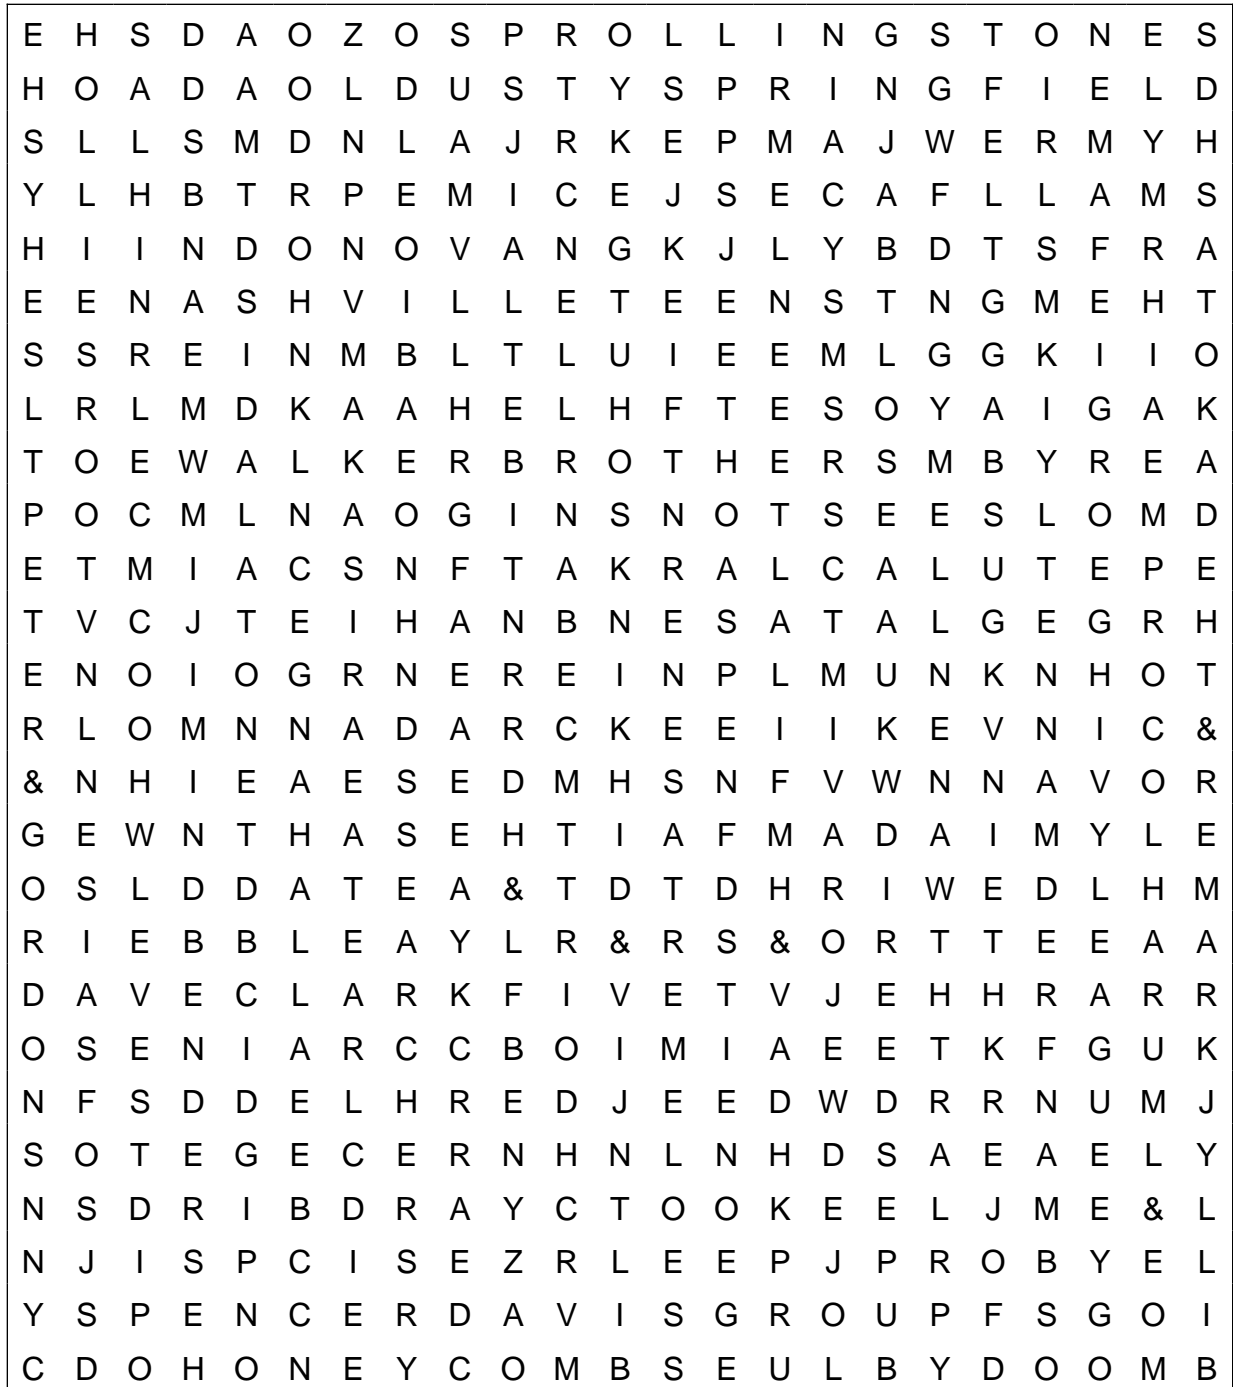 E H S D A O Z O S P R O L L I N G S T O N E S
H O A D A O L D U S T Y S P R I N G F I E L D
S L L S M D N L A J R K E P M A J W E R M Y H
Y L H B T R P E M I C E J S E C A F L L A M S
H I I N D O N O V A N G K J L Y B D T S F R A
E E N A S H V I L L E T E E N S T N G M E H T
S S R E I N M B L T L U I E E M L G G K I I O
L R L M D K A A H E L H F T E S O Y A I G A K
T O E W A L K E R B R O T H E R S M B Y R E A
P O C M L N A O G I N S N O T S E E S L O M D
E T M I A C S N F T A K R A L C A L U T E P E
T V C J T E I H A N B N E S A T A L G E G R H
E N O I O G R N E R E I N P L M U N K N H O T
R L O M N N A D A R C K E E I I K E V N I C &
& N H I E A E S E D M H S N F V W N N A V O R
G E W N T H A S E H T I A F M A D A I M Y L E
O S L D D A T E A & T D T D H R I W E D L H M
R I E B B L E A Y L R & R S & O R T T E E A A
D A V E C L A R K F I V E T V J E H H R A R R
O S E N I A R C C B O I M I A E E T K F G U K
N F S D D E L H R E D J E E D W D R R N U M J
S O T E G E C E R N H N L N H D S A E A E L Y
N S D R I B D R A Y C T O O K E E L J M E & L
N J I S P C I S E Z R L E E P J P R O B Y E L
Y S P E N C E R D A V I S G R O U P F S G O I
C D O H O N E Y C O M B S E U L B Y D O O M B